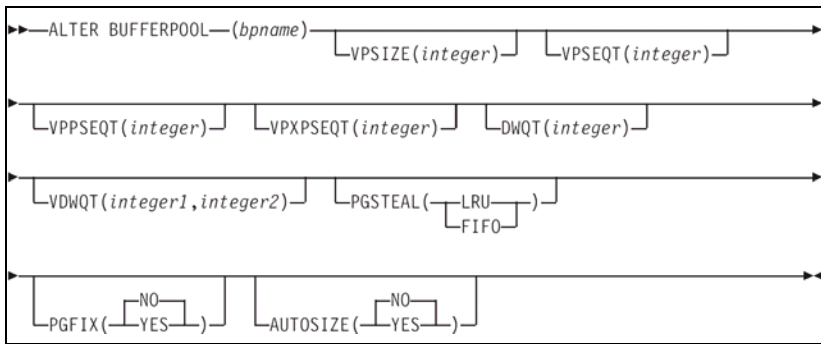 ALTER BUFFERPOOL (bpname) VPSIZE(integer) VPSEQT(integer)
VPPSEQT(integer) VPXPSEQT(integer) DWQT(integer)
VDWQT(integer1,integer2) PGSTEAL( LRU )
FIFO
NO NO
PGFIX( YES ) AUTOSIZE( YES )